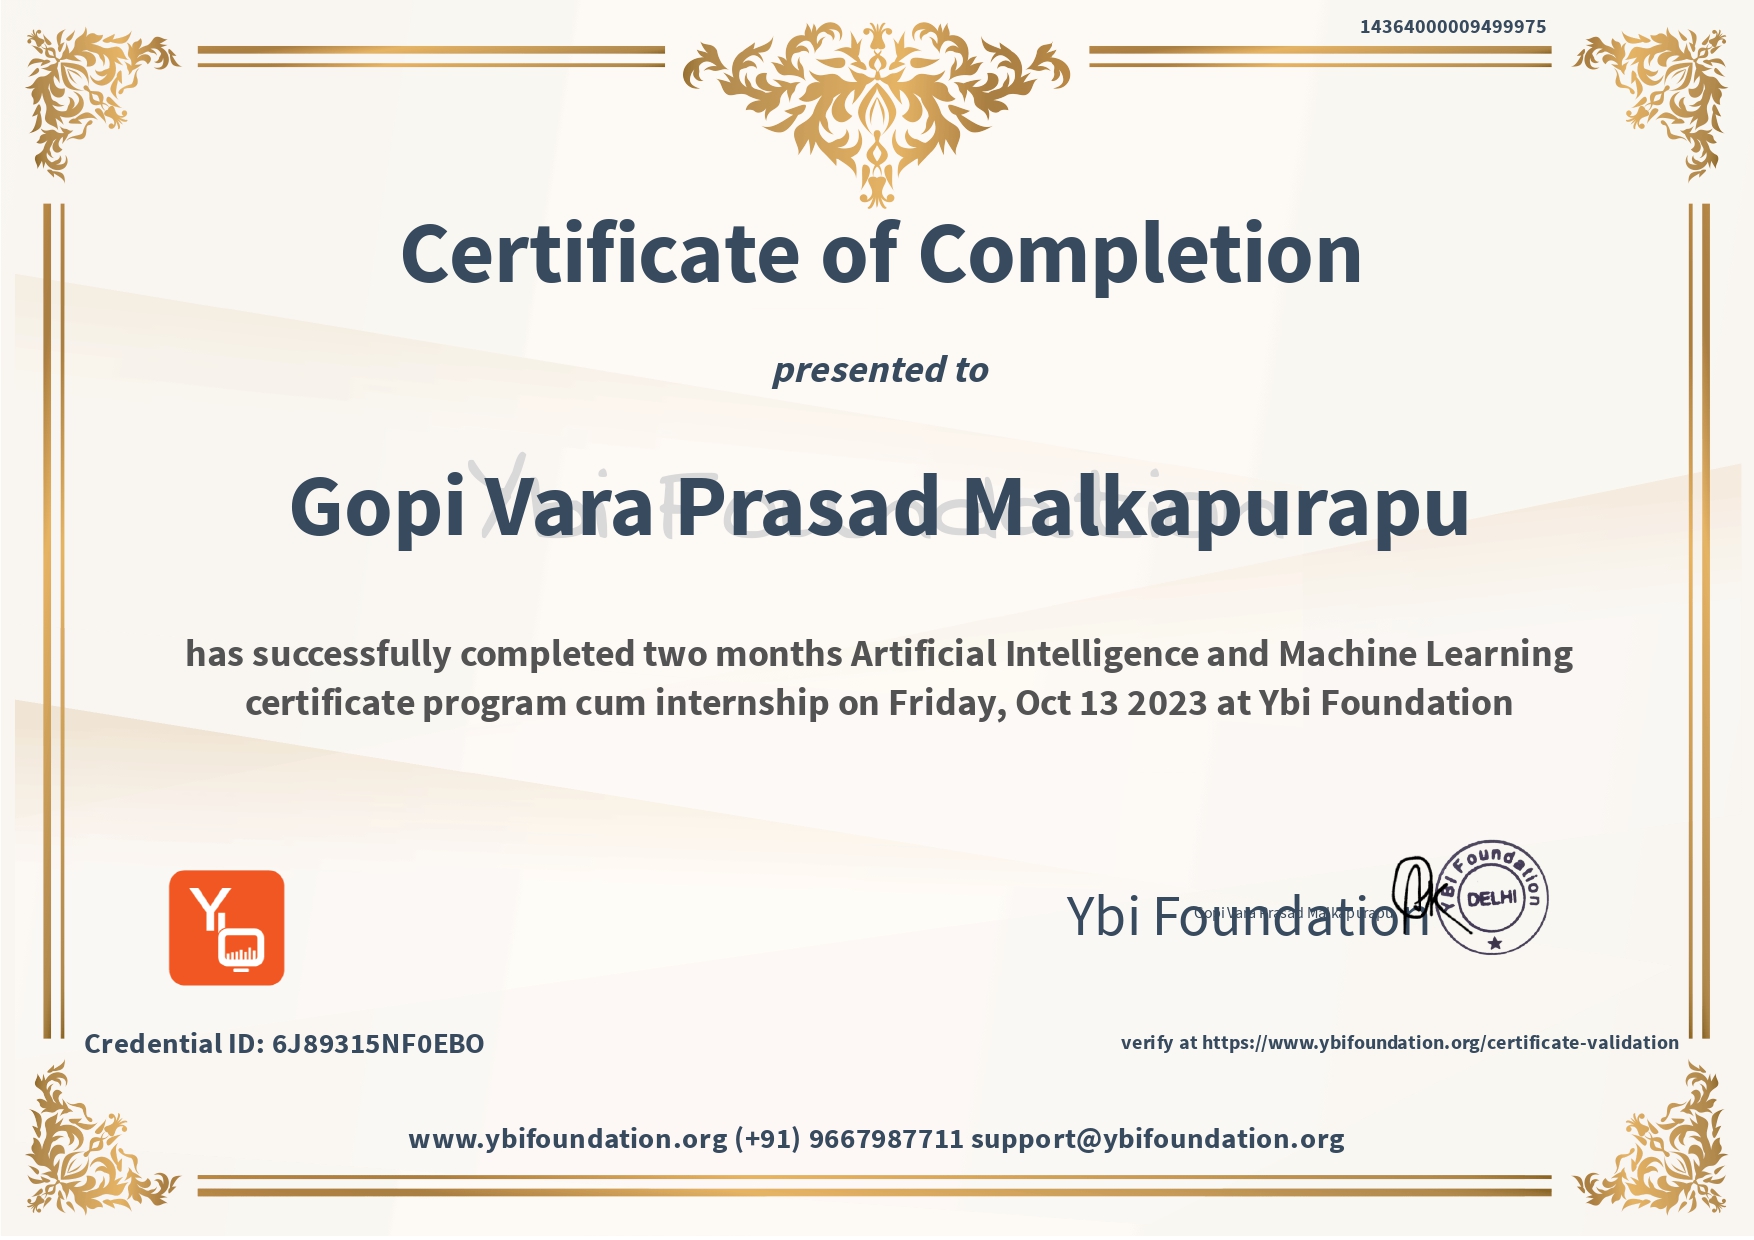 14364000009499975
Certificate of Completion
presented to
Ybi Foundation
Gopi Vara Prasad Malkapurapu
has successfully completed two months Artificial Intelligence and Machine Learning
certificate program cum internship on Friday, Oct 13 2023 at Ybi Foundation
Y
Ybi Foundation
Gopi Vara Prasad Malkapurapu
YBi Foundation
DELHI
Credential ID: 6J89315NF0EBO
verify at https://www.ybifoundation.org/certificate-validation
www.ybifoundation.org (+91) 9667987711 support@ybifoundation.org